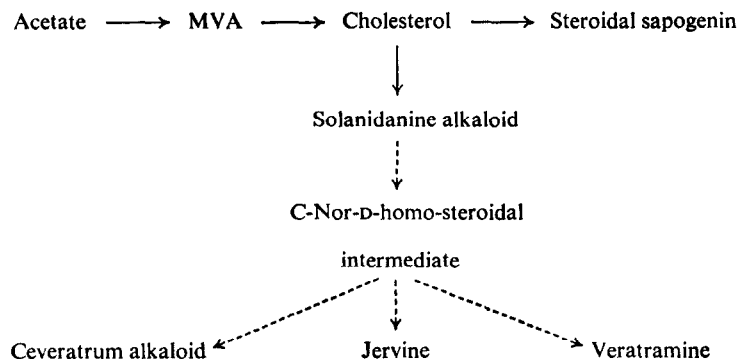 Acetate MVA Cholesterol Steroidal sapogenin
Solanidanine alkaloid
C-Nor-D-homo-steroidal
intermediate
Ceveratrum alkaloid Jervine Veratramine